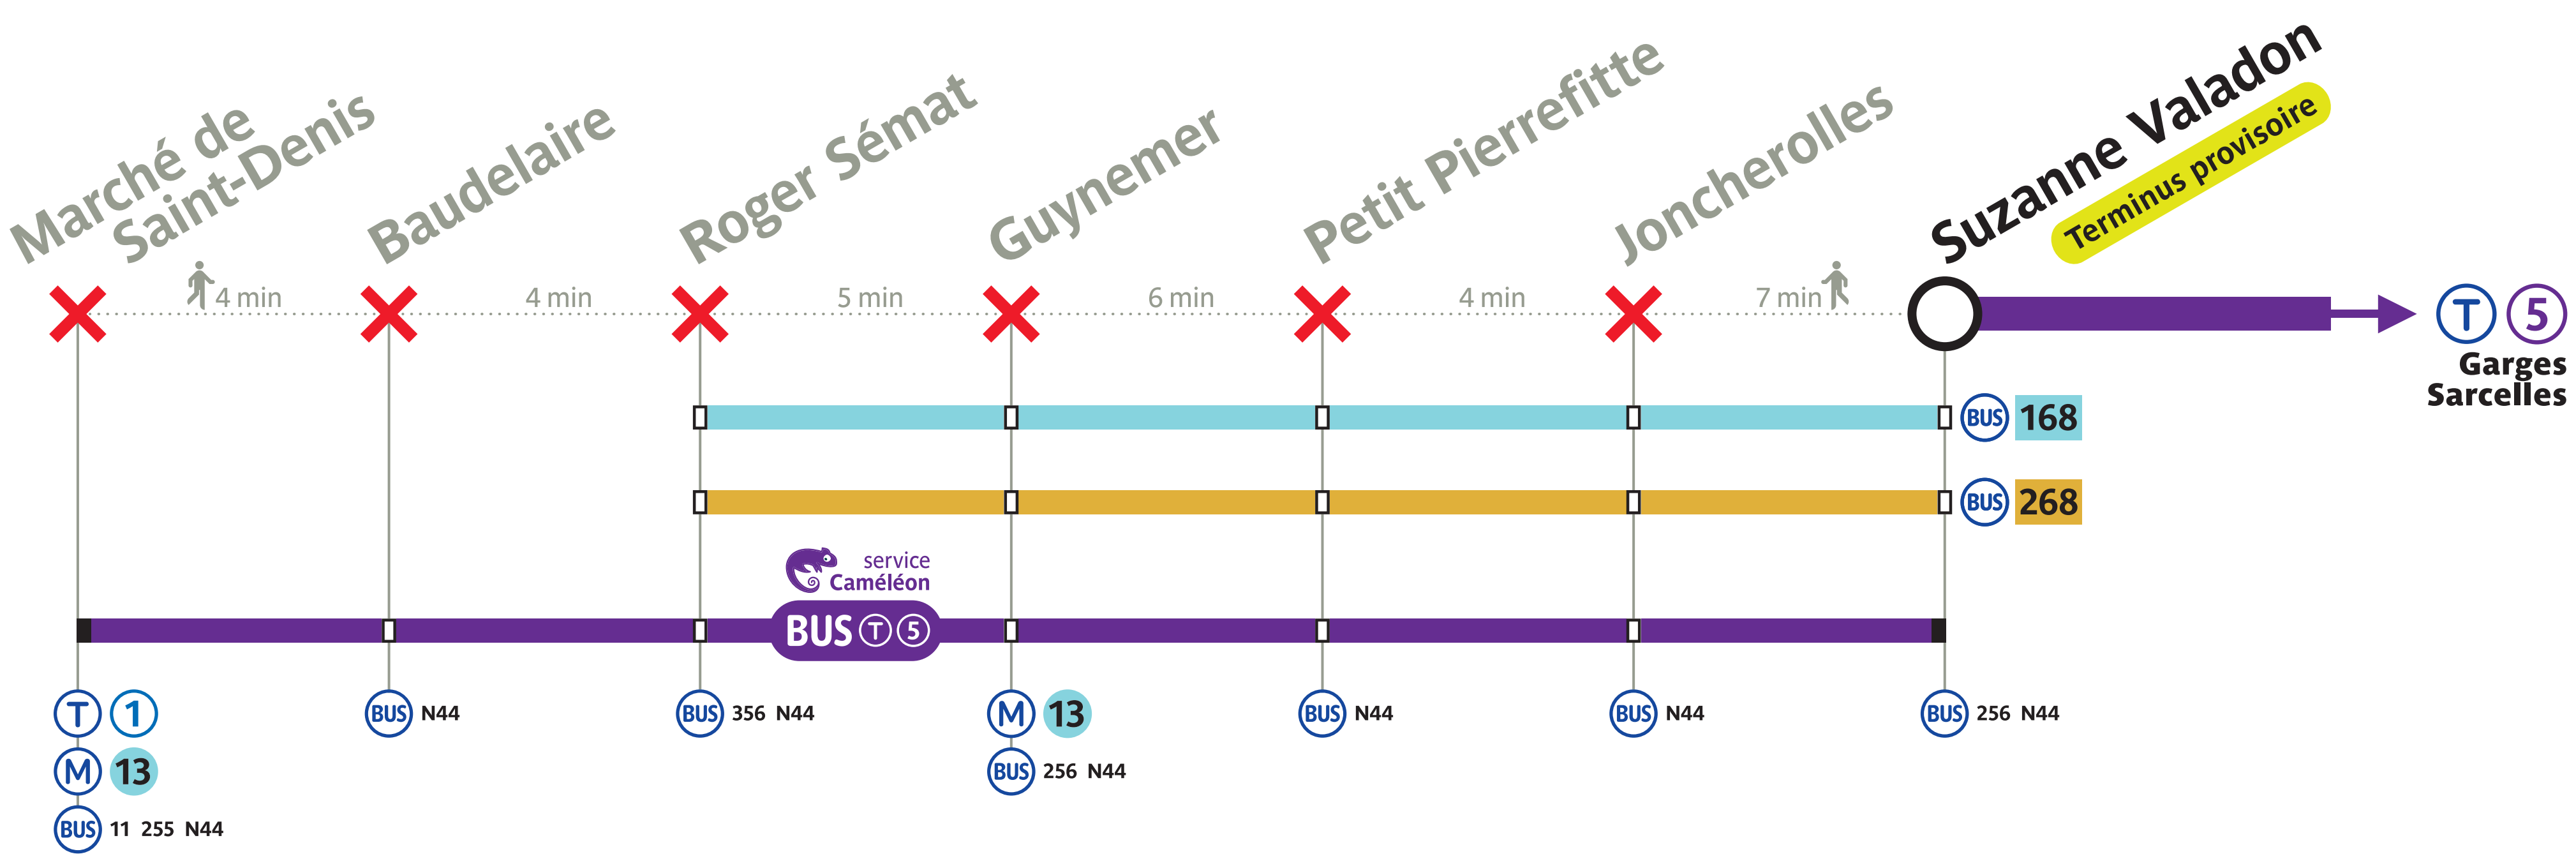 Marché de
Saint-Denis
Baudelaire
Roger Sémat
Guynemer
Petit Pierrefitte
Joncherolles
Suzanne Valadon
Terminus provisoire
4 min
4 min
5 min
6 min
4 min
7 min
T 5
Garges
Sarcelles
BUS 168
BUS 268
service
Caméléon
BUS T 5
T 1
M 13
BUS 11 255 N44
BUS N44
BUS 356 N44
M 13
BUS 256 N44
BUS N44
BUS N44
BUS 256 N44